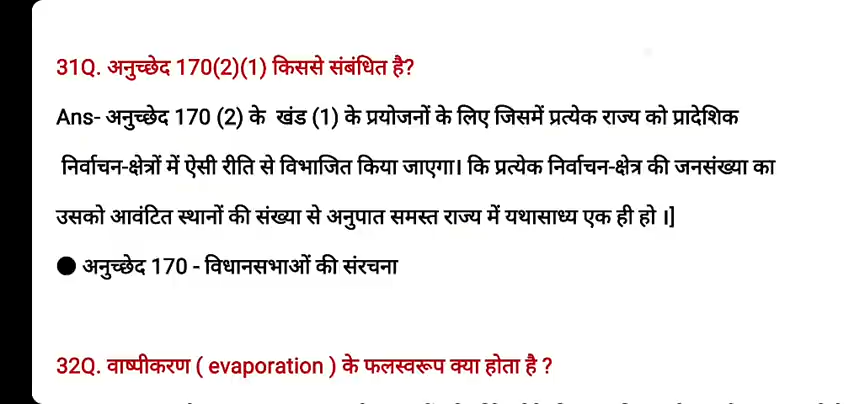 31Q. अनुच्छेद 170(2)(1) किससे संबंधित है?
Ans- अनुच्छेद 170 (2) के खंड (1) के प्रयोजनों के लिए जिसमें प्रत्येक राज्य को प्रादेशिक
निर्वाचन-क्षेत्रों में ऐसी रीति से विभाजित किया जाएगा। कि प्रत्येक निर्वाचन-क्षेत्र की जनसंख्या का
उसको आवंटित स्थानों की संख्या से अनुपात समस्त राज्य में यथासाध्य एक ही हो ।]
● अनुच्छेद 170 - विधानसभाओं की संरचना
32Q. वाष्पीकरण ( evaporation ) के फलस्वरूप क्या होता है ?